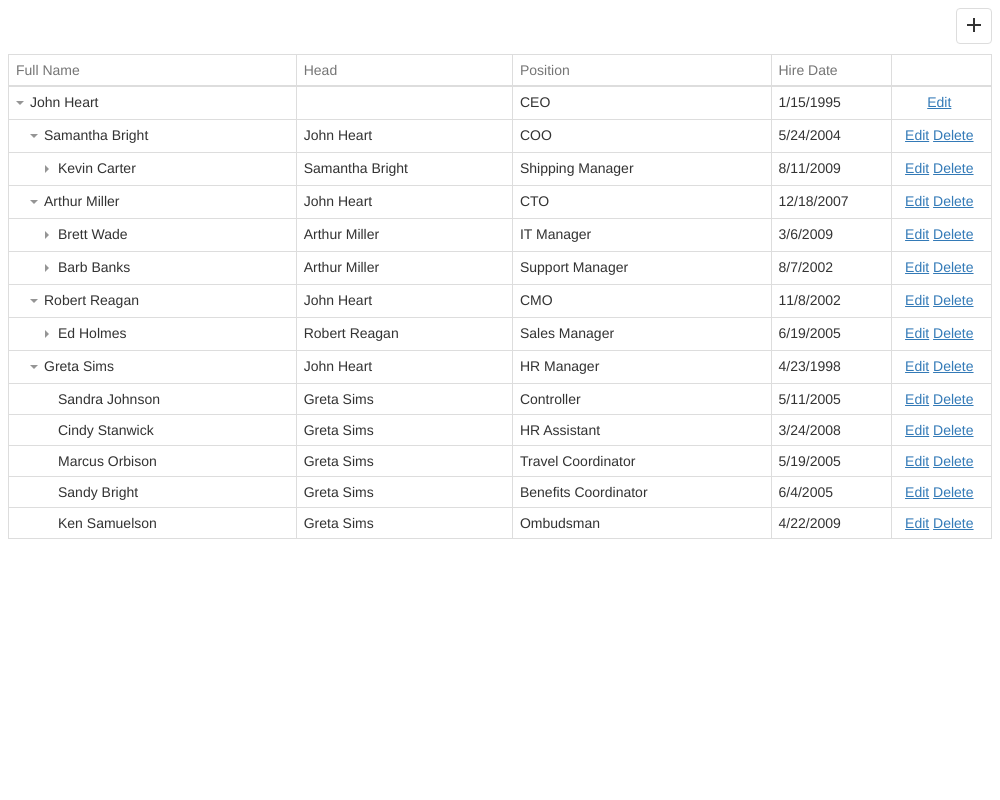 Full Name Head Position Hire Date
John Heart CEO 1/15/1995 Edit
Samantha Bright John Heart COO 5/24/2004 Edit Delete
Kevin Carter Samantha Bright Shipping Manager 8/11/2009 Edit Delete
Arthur Miller John Heart CTO 12/18/2007 Edit Delete
Brett Wade Arthur Miller IT Manager 3/6/2009 Edit Delete
Barb Banks Arthur Miller Support Manager 8/7/2002 Edit Delete
Robert Reagan John Heart CMO 11/8/2002 Edit Delete
Ed Holmes Robert Reagan Sales Manager 6/19/2005 Edit Delete
Greta Sims John Heart HR Manager 4/23/1998 Edit Delete
Sandra Johnson Greta Sims Controller 5/11/2005 Edit Delete
Cindy Stanwick Greta Sims HR Assistant 3/24/2008 Edit Delete
Marcus Orbison Greta Sims Travel Coordinator 5/19/2005 Edit Delete
Sandy Bright Greta Sims Benefits Coordinator 6/4/2005 Edit Delete
Ken Samuelson Greta Sims Ombudsman 4/22/2009 Edit Delete